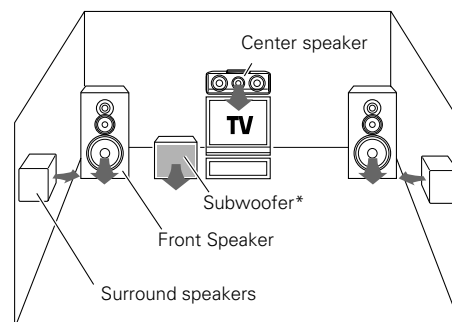 Center speaker
TV
Subwoofer*
Front Speaker
Surround speakers